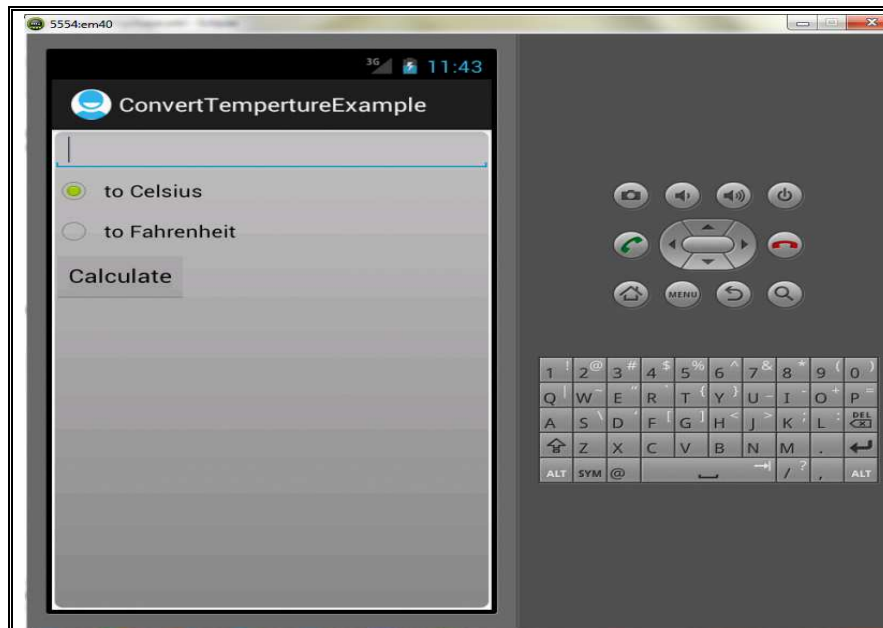 5554:em40
3G 11:43
ConvertTempertureExample
to Celsius
to Fahrenheit
Calculate
MENU
1 ! 2 @ 3 # 4 $ 5 % 6 ^ 7 & 8 * 9 ( 0 )
Q | W ~ E " R ` T { Y } U _ I - O + P =
A S \ D ' F [ G ] H < J > K ; L : DEL
Z X C V B N M .
ALT SYM @ / ? , ALT